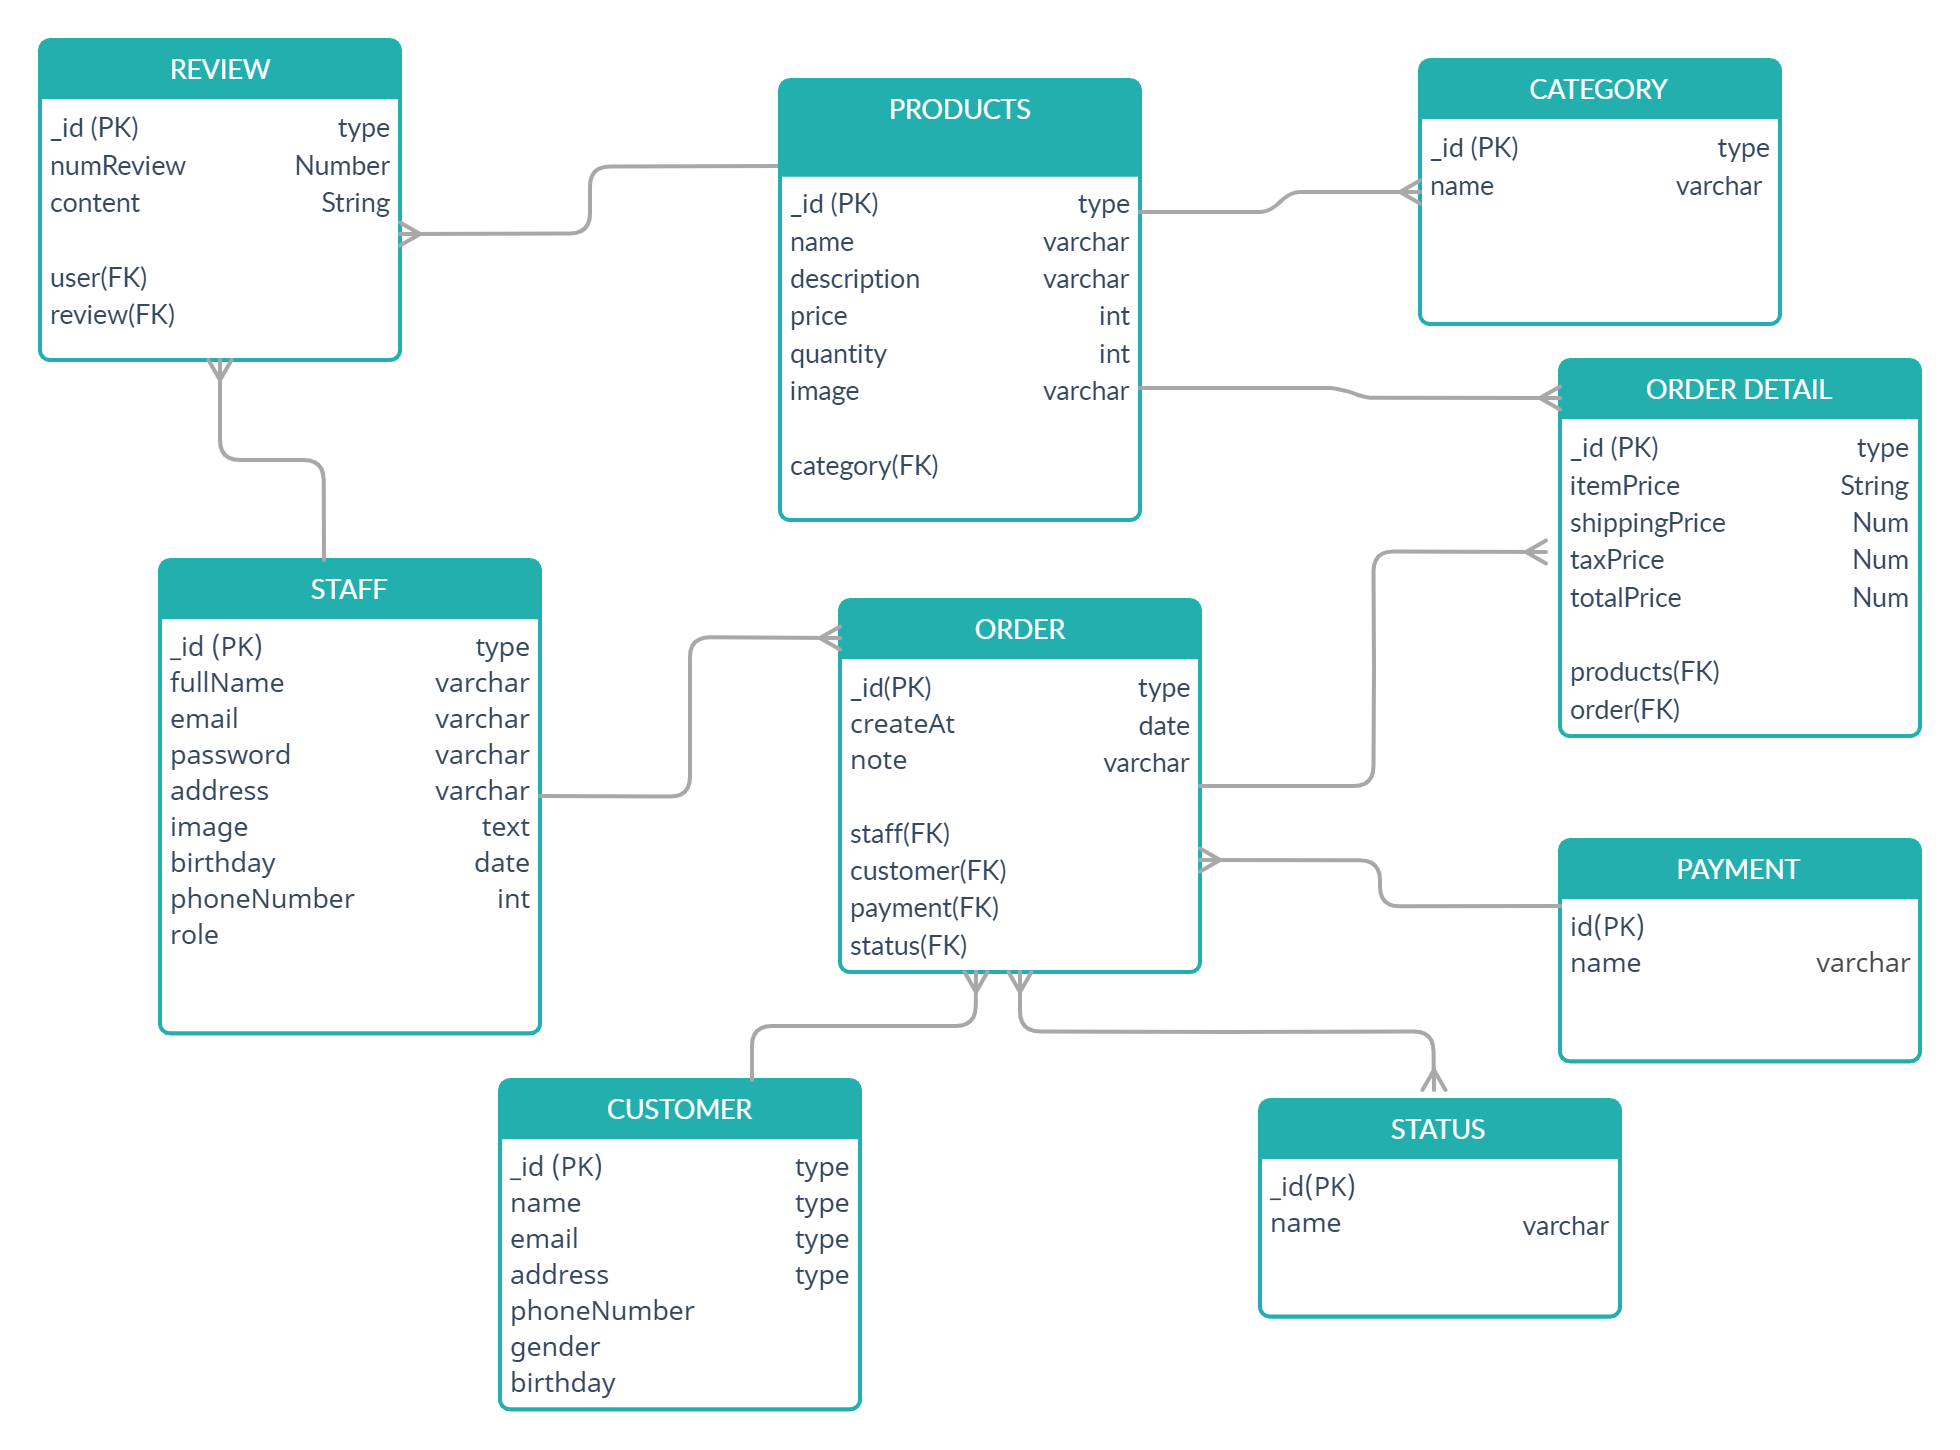 REVIEW
_id (PK) type
numReview Number
content String
user(FK)
review(FK)
PRODUCTS
_id (PK) type
name varchar
description varchar
price int
quantity int
image varchar
category(FK)
CATEGORY
_id (PK) type
name varchar
ORDER DETAIL
_id (PK) type
itemPrice String
shippingPrice Num
taxPrice Num
totalPrice Num
products(FK)
order(FK)
STAFF
_id (PK) type
fullName varchar
email varchar
password varchar
address varchar
image text
birthday date
phoneNumber int
role
ORDER
_id(PK) type
createAt date
note varchar
staff(FK)
customer(FK)
payment(FK)
status(FK)
PAYMENT
id(PK)
name varchar
CUSTOMER
_id (PK) type
name type
email type
address type
phoneNumber
gender
birthday
STATUS
_id(PK)
name varchar